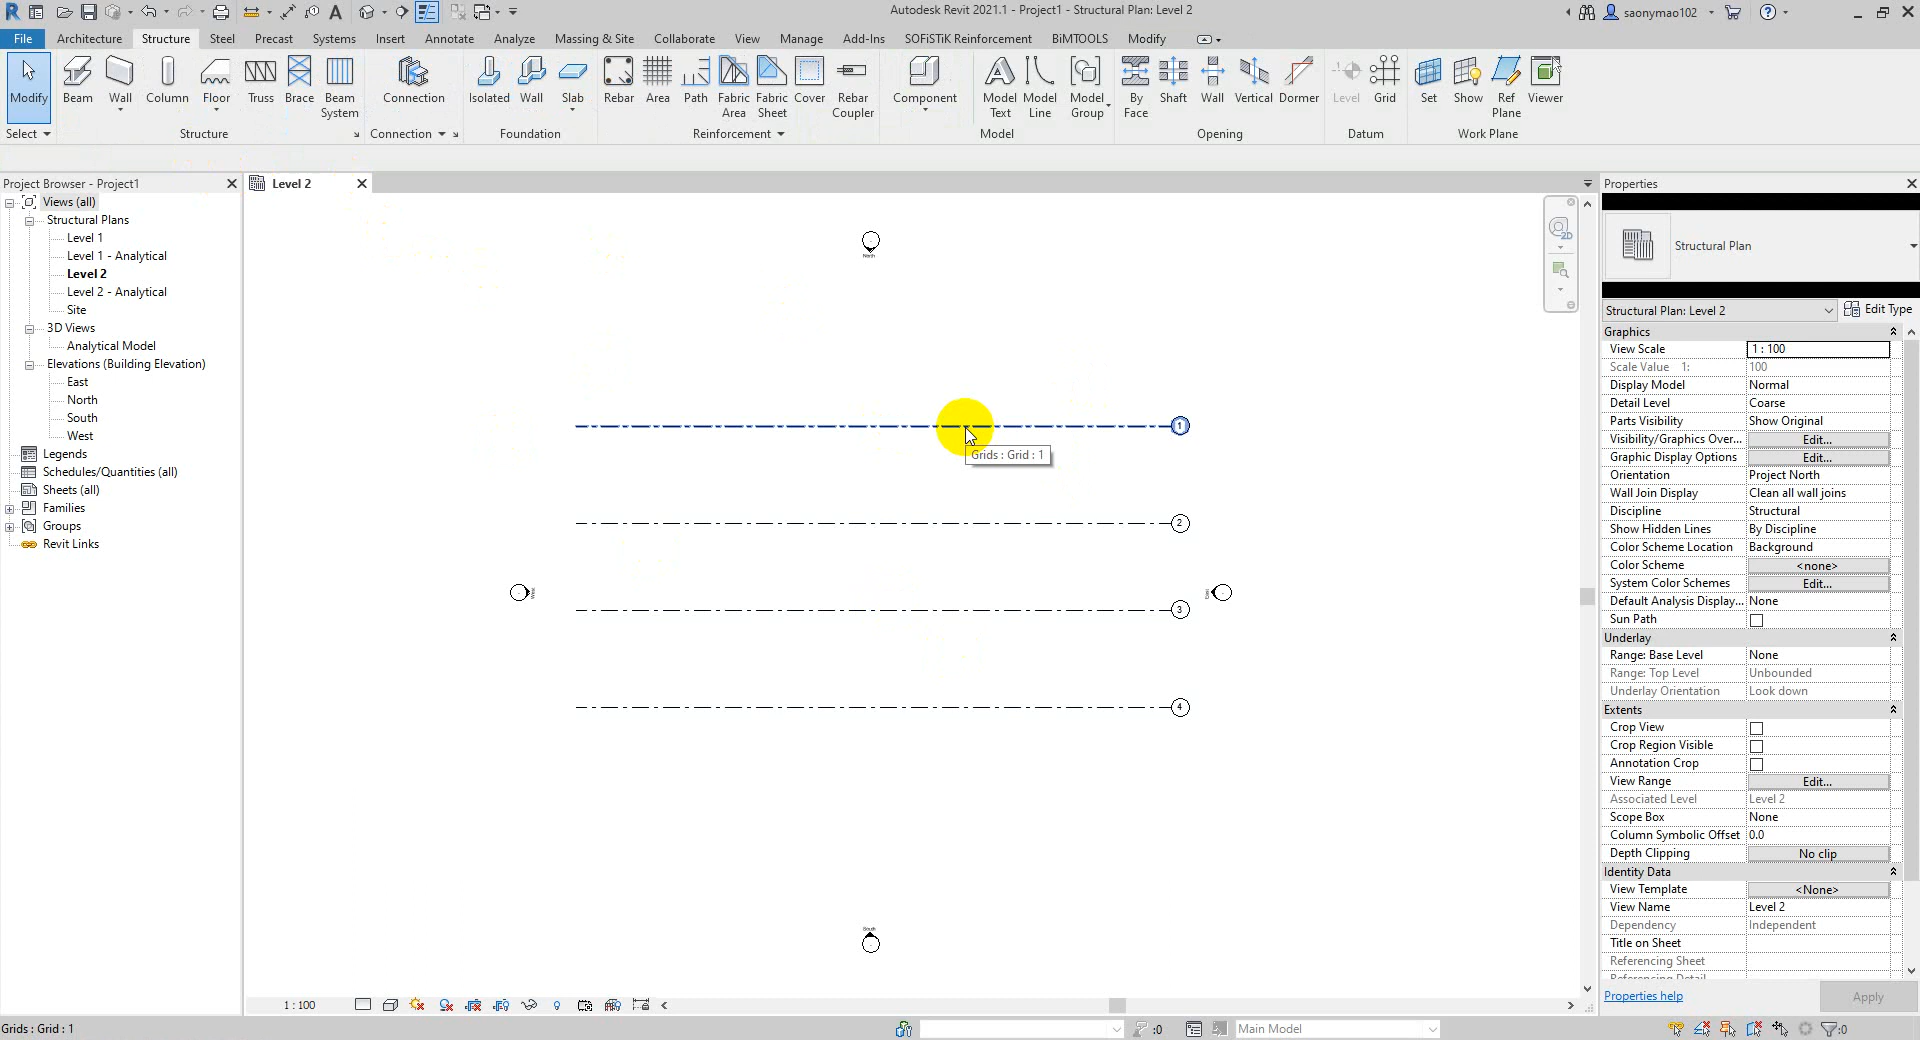 Autodesk Revit 2021.1 - Project1 - Structural Plan: Level 2
saonymao102
File Architecture Structure Steel Precast Systems Insert Annotate Analyze Massing & Site Collaborate View Manage Add-Ins SOFiSTiK Reinforcement BiMTOOLS Modify
Modify Beam Wall Column Floor Truss Brace Beam System Connection Isolated Wall Slab Rebar Area Path Fabric Area Fabric Sheet Cover Rebar Coupler Component Model Text Model Line Model Group By Face Shaft Wall Vertical Dormer Level Grid Set Show Ref Plane Viewer
Select Structure Connection Foundation Reinforcement Model Opening Datum Work Plane
Project Browser - Project1
Views (all)
Structural Plans
Level 1
Level 1 - Analytical
Level 2
Level 2 - Analytical
Site
3D Views
Analytical Model
Elevations (Building Elevation)
East
North
South
West
Legends
Schedules/Quantities (all)
Sheets (all)
Families
Groups
Revit Links
Level 2
2D
North
1
Grids : Grid : 1
2
West
East
3
4
South
Properties
Structural Plan
Structural Plan: Level 2 Edit Type
Graphics
View Scale 1 : 100
Scale Value 1: 100
Display Model Normal
Detail Level Coarse
Parts Visibility Show Original
Visibility/Graphics Over... Edit...
Graphic Display Options Edit...
Orientation Project North
Wall Join Display Clean all wall joins
Discipline Structural
Show Hidden Lines By Discipline
Color Scheme Location Background
Color Scheme <none>
System Color Schemes Edit...
Default Analysis Display... None
Sun Path
Underlay
Range: Base Level None
Range: Top Level Unbounded
Underlay Orientation Look down
Extents
Crop View
Crop Region Visible
Annotation Crop
View Range Edit...
Associated Level Level 2
Scope Box None
Column Symbolic Offset 0.0
Depth Clipping No clip
Identity Data
View Template <None>
View Name Level 2
Dependency Independent
Title on Sheet
Referencing Sheet
Referencing Detail
Properties help Apply
1 : 100
Grids : Grid : 1
:0
Main Model
:0